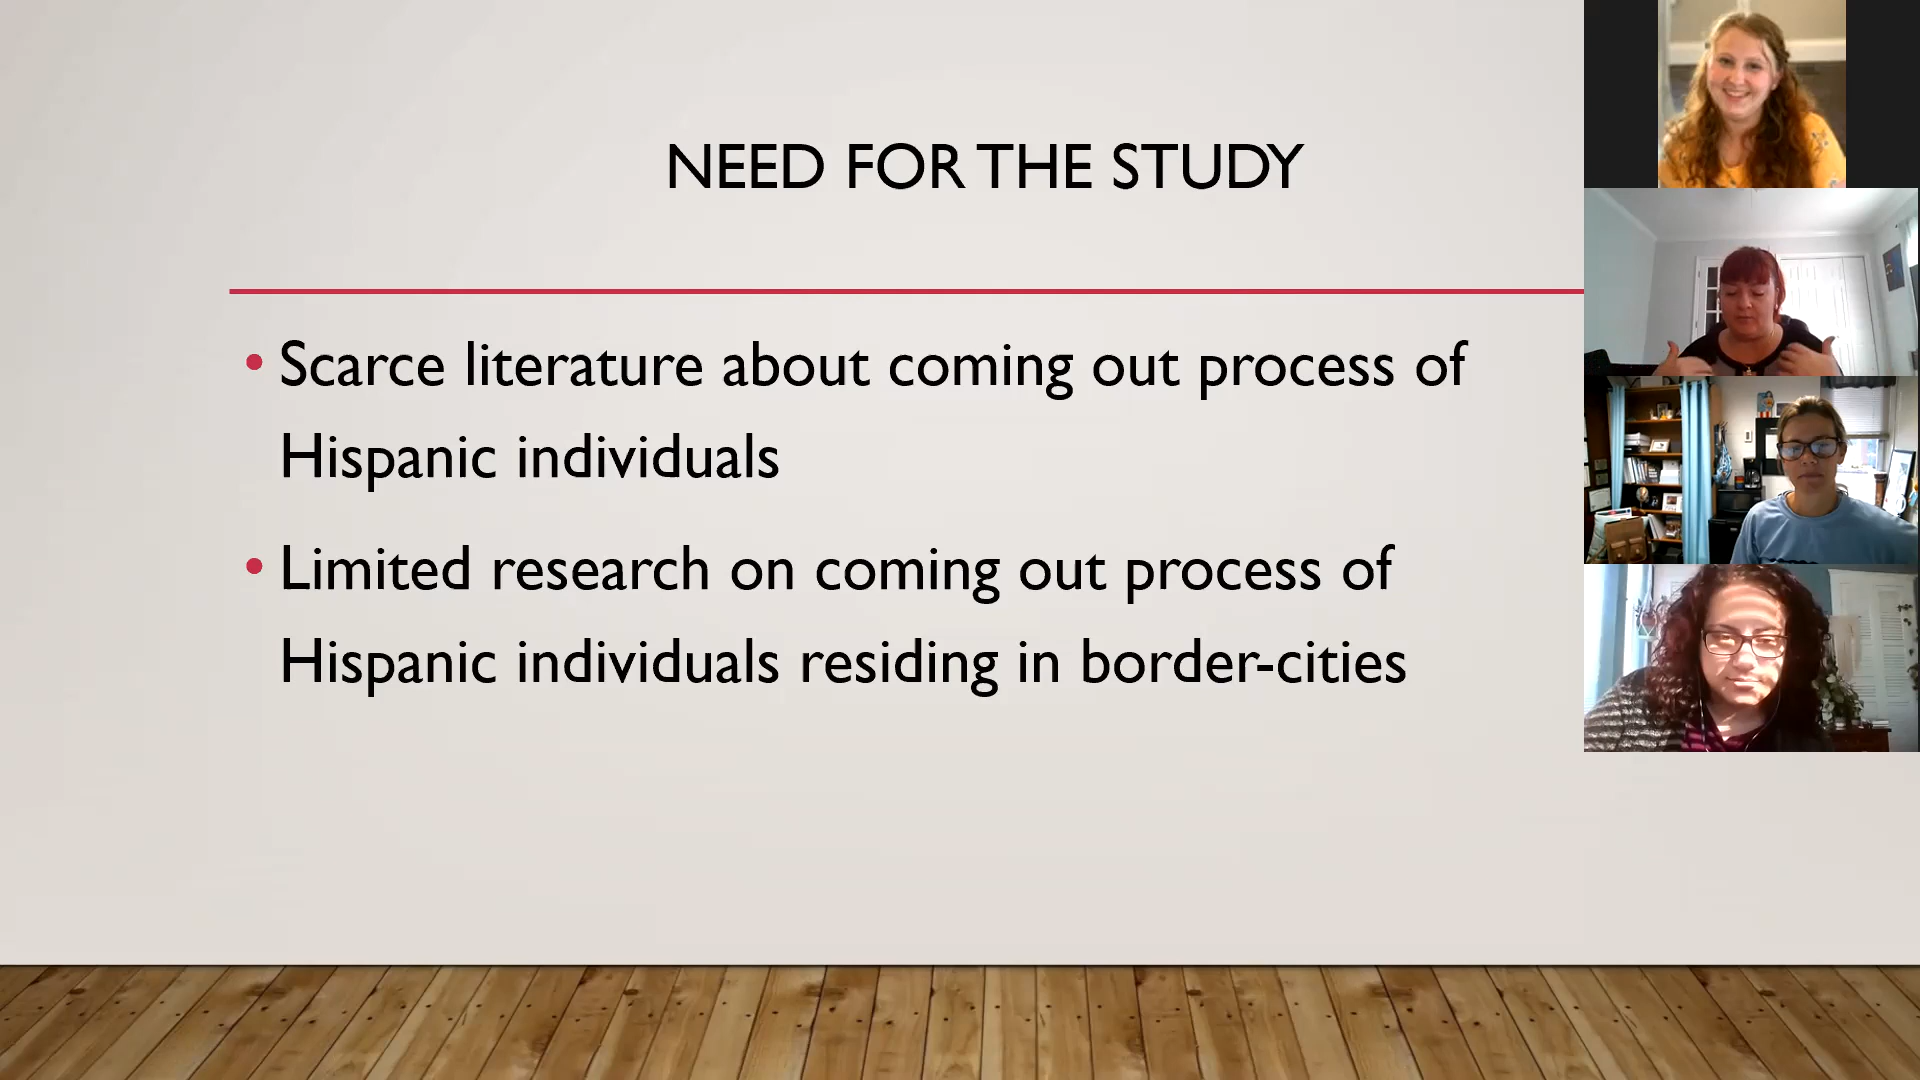 NEED FOR THE STUDY
• Scarce literature about coming out process of
Hispanic individuals
• Limited research on coming out process of
Hispanic individuals residing in border-cities